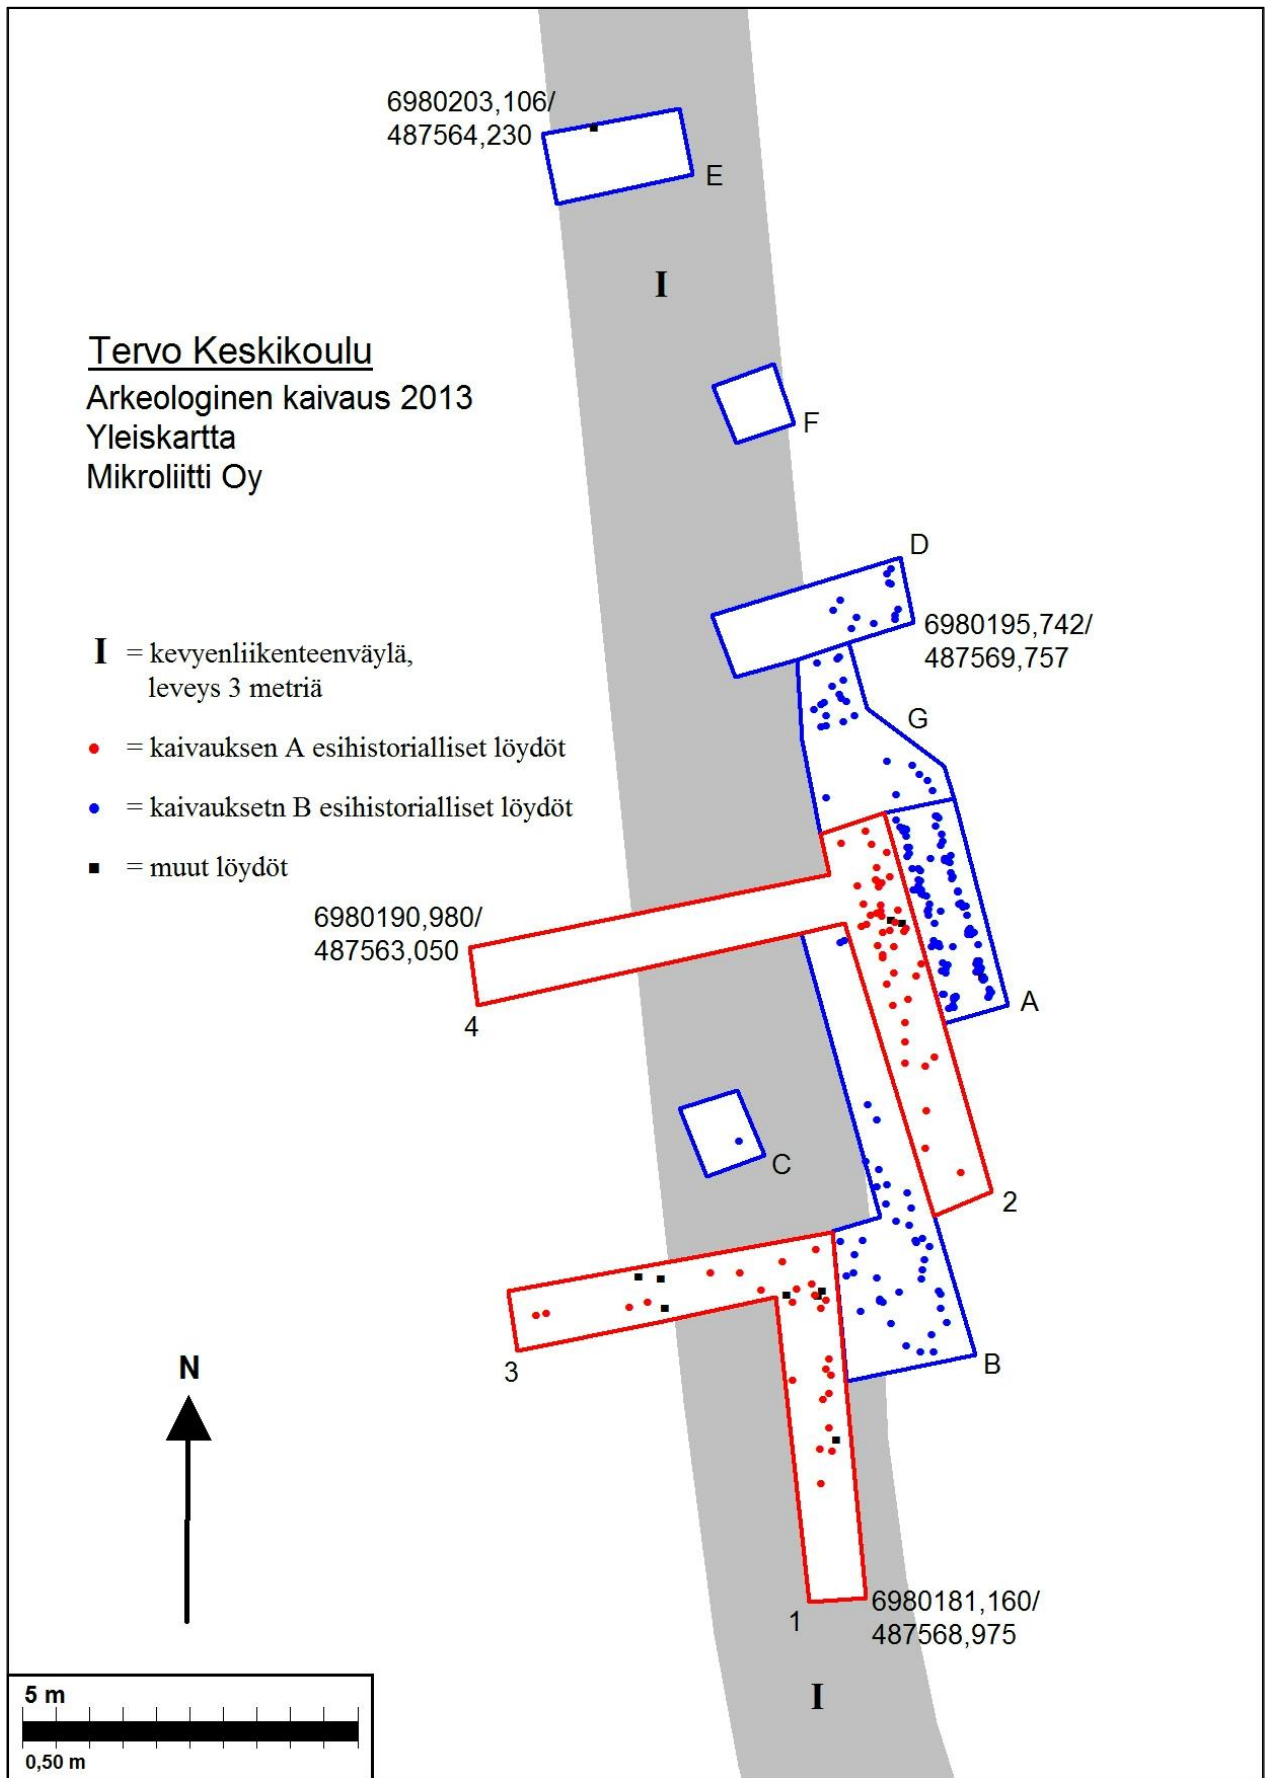 6980203,106/
487564,230
E
I
Tervo Keskikoulu
Arkeologinen kaivaus 2013
Yleiskartta
Mikroliitti Oy
F
D
6980195,742/
487569,757
I = kevyenliikenteenväylä,
leveys 3 metriä
G
= kaivauksen A esihistorialliset löydöt
= kaivauksetn B esihistorialliset löydöt
= muut löydöt
6980190,980/
487563,050
4
A
C
2
3
B
N
1
6980181,160/
487568,975
I
5 m
0,50 m